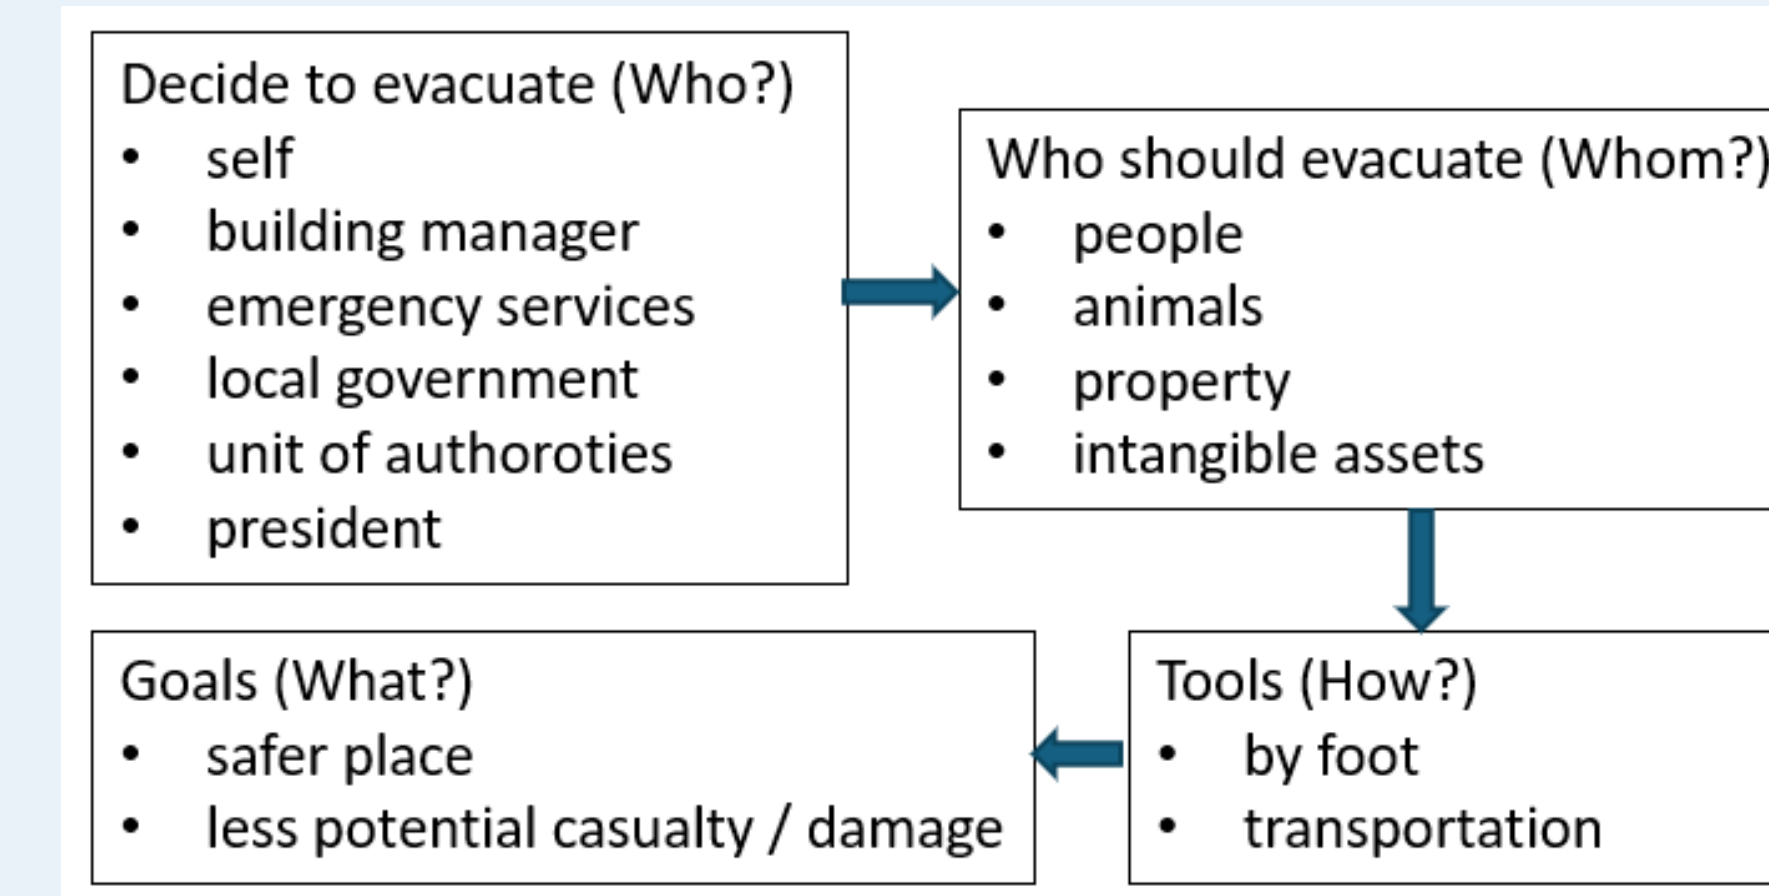 Decide to evacuate (Who?)
• self
• building manager
• emergency services
• local government
• unit of authoroties
• president
Who should evacuate (Whom?)
• people
• animals
• property
• intangible assets
Tools (How?)
• by foot
• transportation
Goals (What?)
• safer place
• less potential casualty / damage